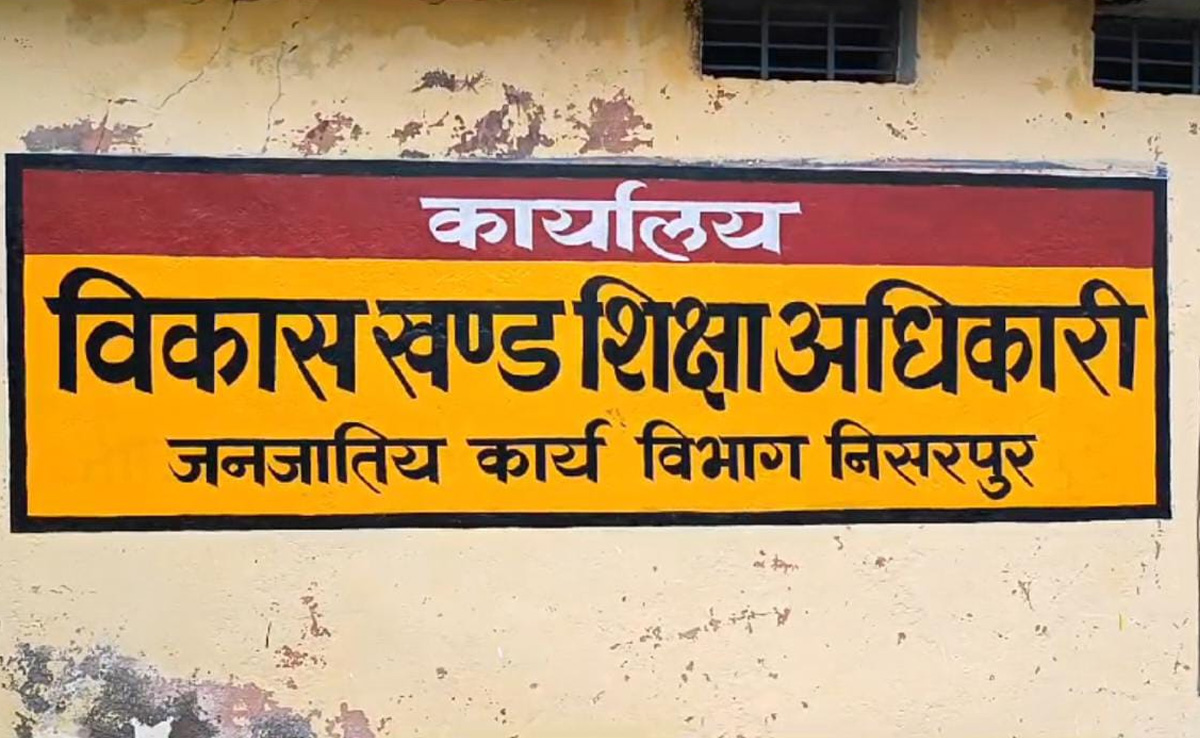 कार्यालय
विकास खण्ड शिक्षा अधिकारी
जनजातिय कार्य विभाग निसरपुर